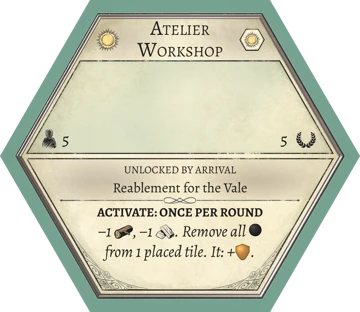 Atelier
Workshop
5 5
UNLOCKED BY ARRIVAL
Reablement for the Vale
ACTIVATE: ONCE PER ROUND
–1 , –1 . Remove all
from 1 placed tile. It: + .